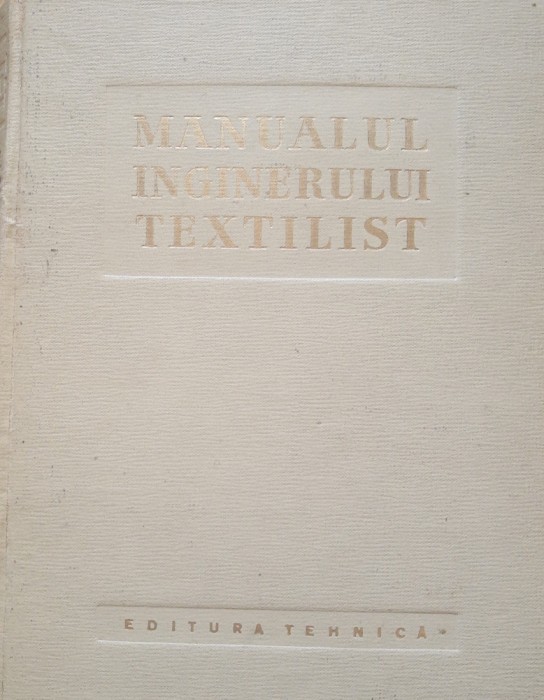 MANUALUL
INGINERULUI
TEXTILIST
EDITURA TEHNICĂ